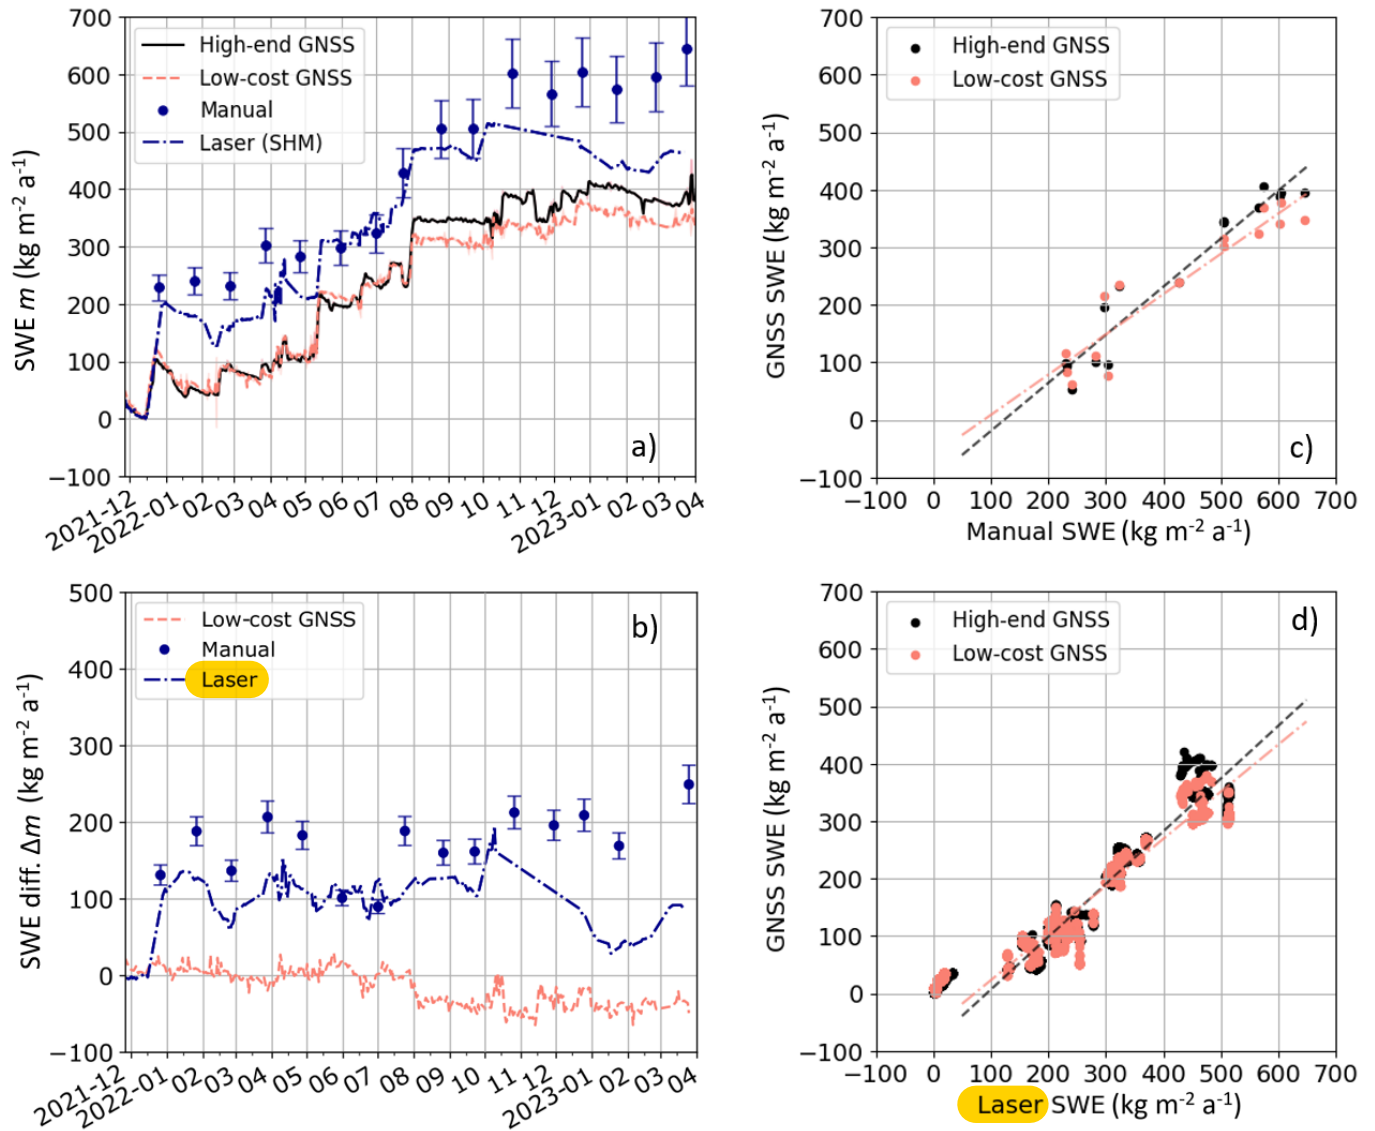 700
600
500
400
300
200
100
0
−100
SWE m (kg m-2 a-1)
High-end GNSS
Low-cost GNSS
Manual
Laser (SHM)
a)
2021-12
2022-01
02
03
04
05
06
07
08
09
10
11
12
2023-01
02
03
04
700
600
500
400
300
200
100
0
−100
GNSS SWE (kg m-2 a-1)
High-end GNSS
Low-cost GNSS
c)
−100 0 100 200 300 400 500 600 700
Manual SWE (kg m-2 a-1)
500
400
300
200
100
0
−100
SWE diff. Δm (kg m-2 a-1)
Low-cost GNSS
Manual
Laser
b)
2021-12
2022-01
02
03
04
05
06
07
08
09
10
11
12
2023-01
02
03
04
700
600
500
400
300
200
100
0
−100
GNSS SWE (kg m-2 a-1)
High-end GNSS
Low-cost GNSS
d)
−100 0 100 200 300 400 500 600 700
Laser SWE (kg m-2 a-1)